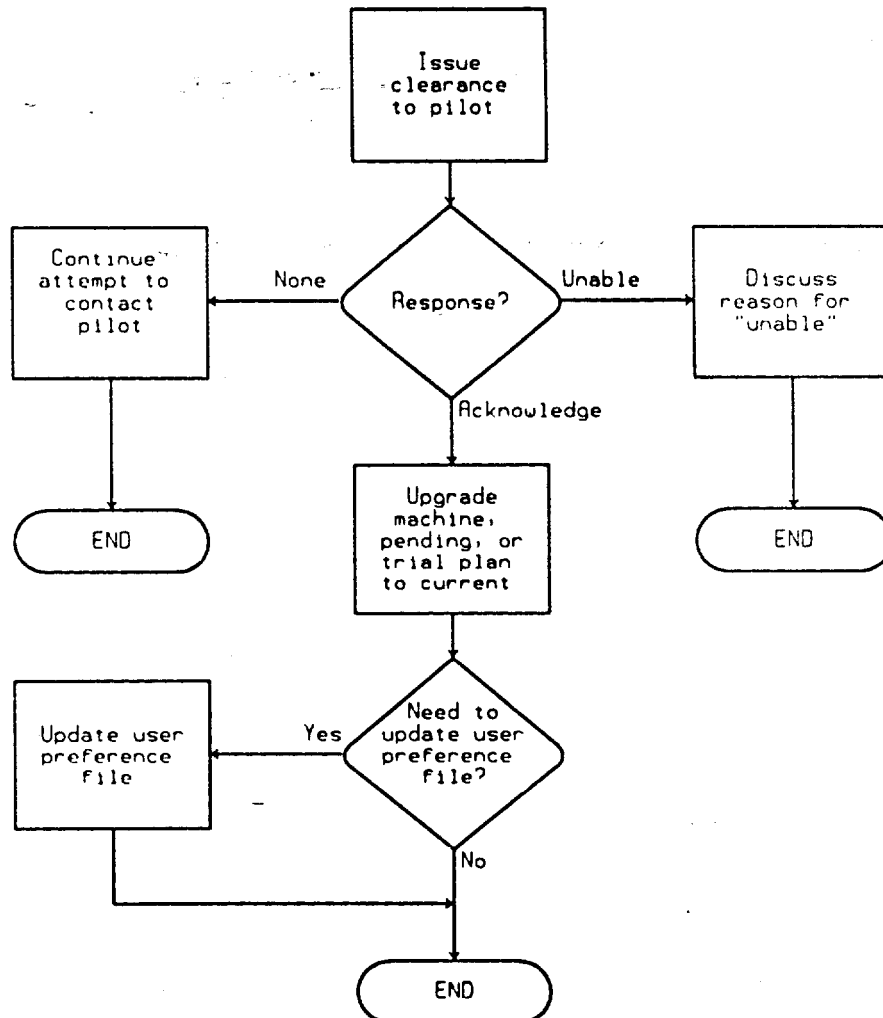 Issue
clearance
to pilot
Continue
attempt to
contact
pilot
None
Response?
Unable
Discuss
reason for
"unable"
Acknowledge
END
Upgrade
machine,
pending, or
trial plan
to current
END
Update user
preference
file
Yes
Need to
update user
preference
file?
No
END